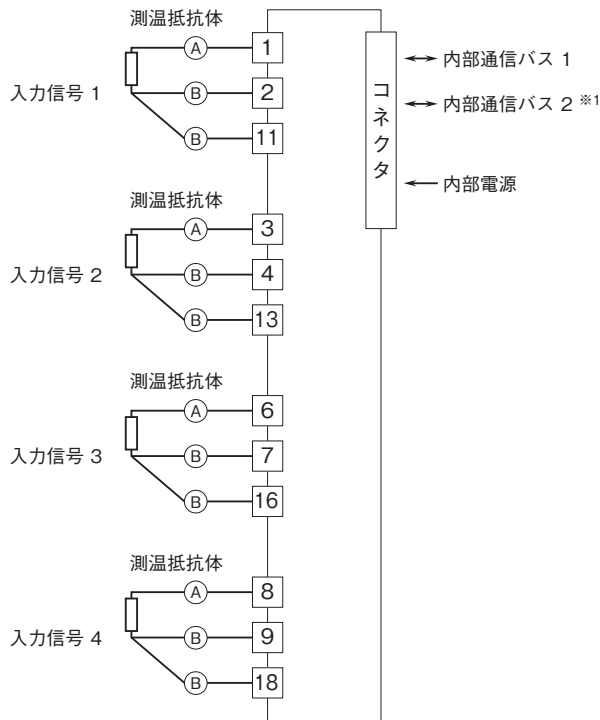 測温抵抗体
入力信号 1
A 1
B 2
B 11
測温抵抗体
入力信号 2
A 3
B 4
B 13
測温抵抗体
入力信号 3
A 6
B 7
B 16
測温抵抗体
入力信号 4
A 8
B 9
B 18
コネクタ
内部通信バス 1
内部通信バス 2 ※1
内部電源